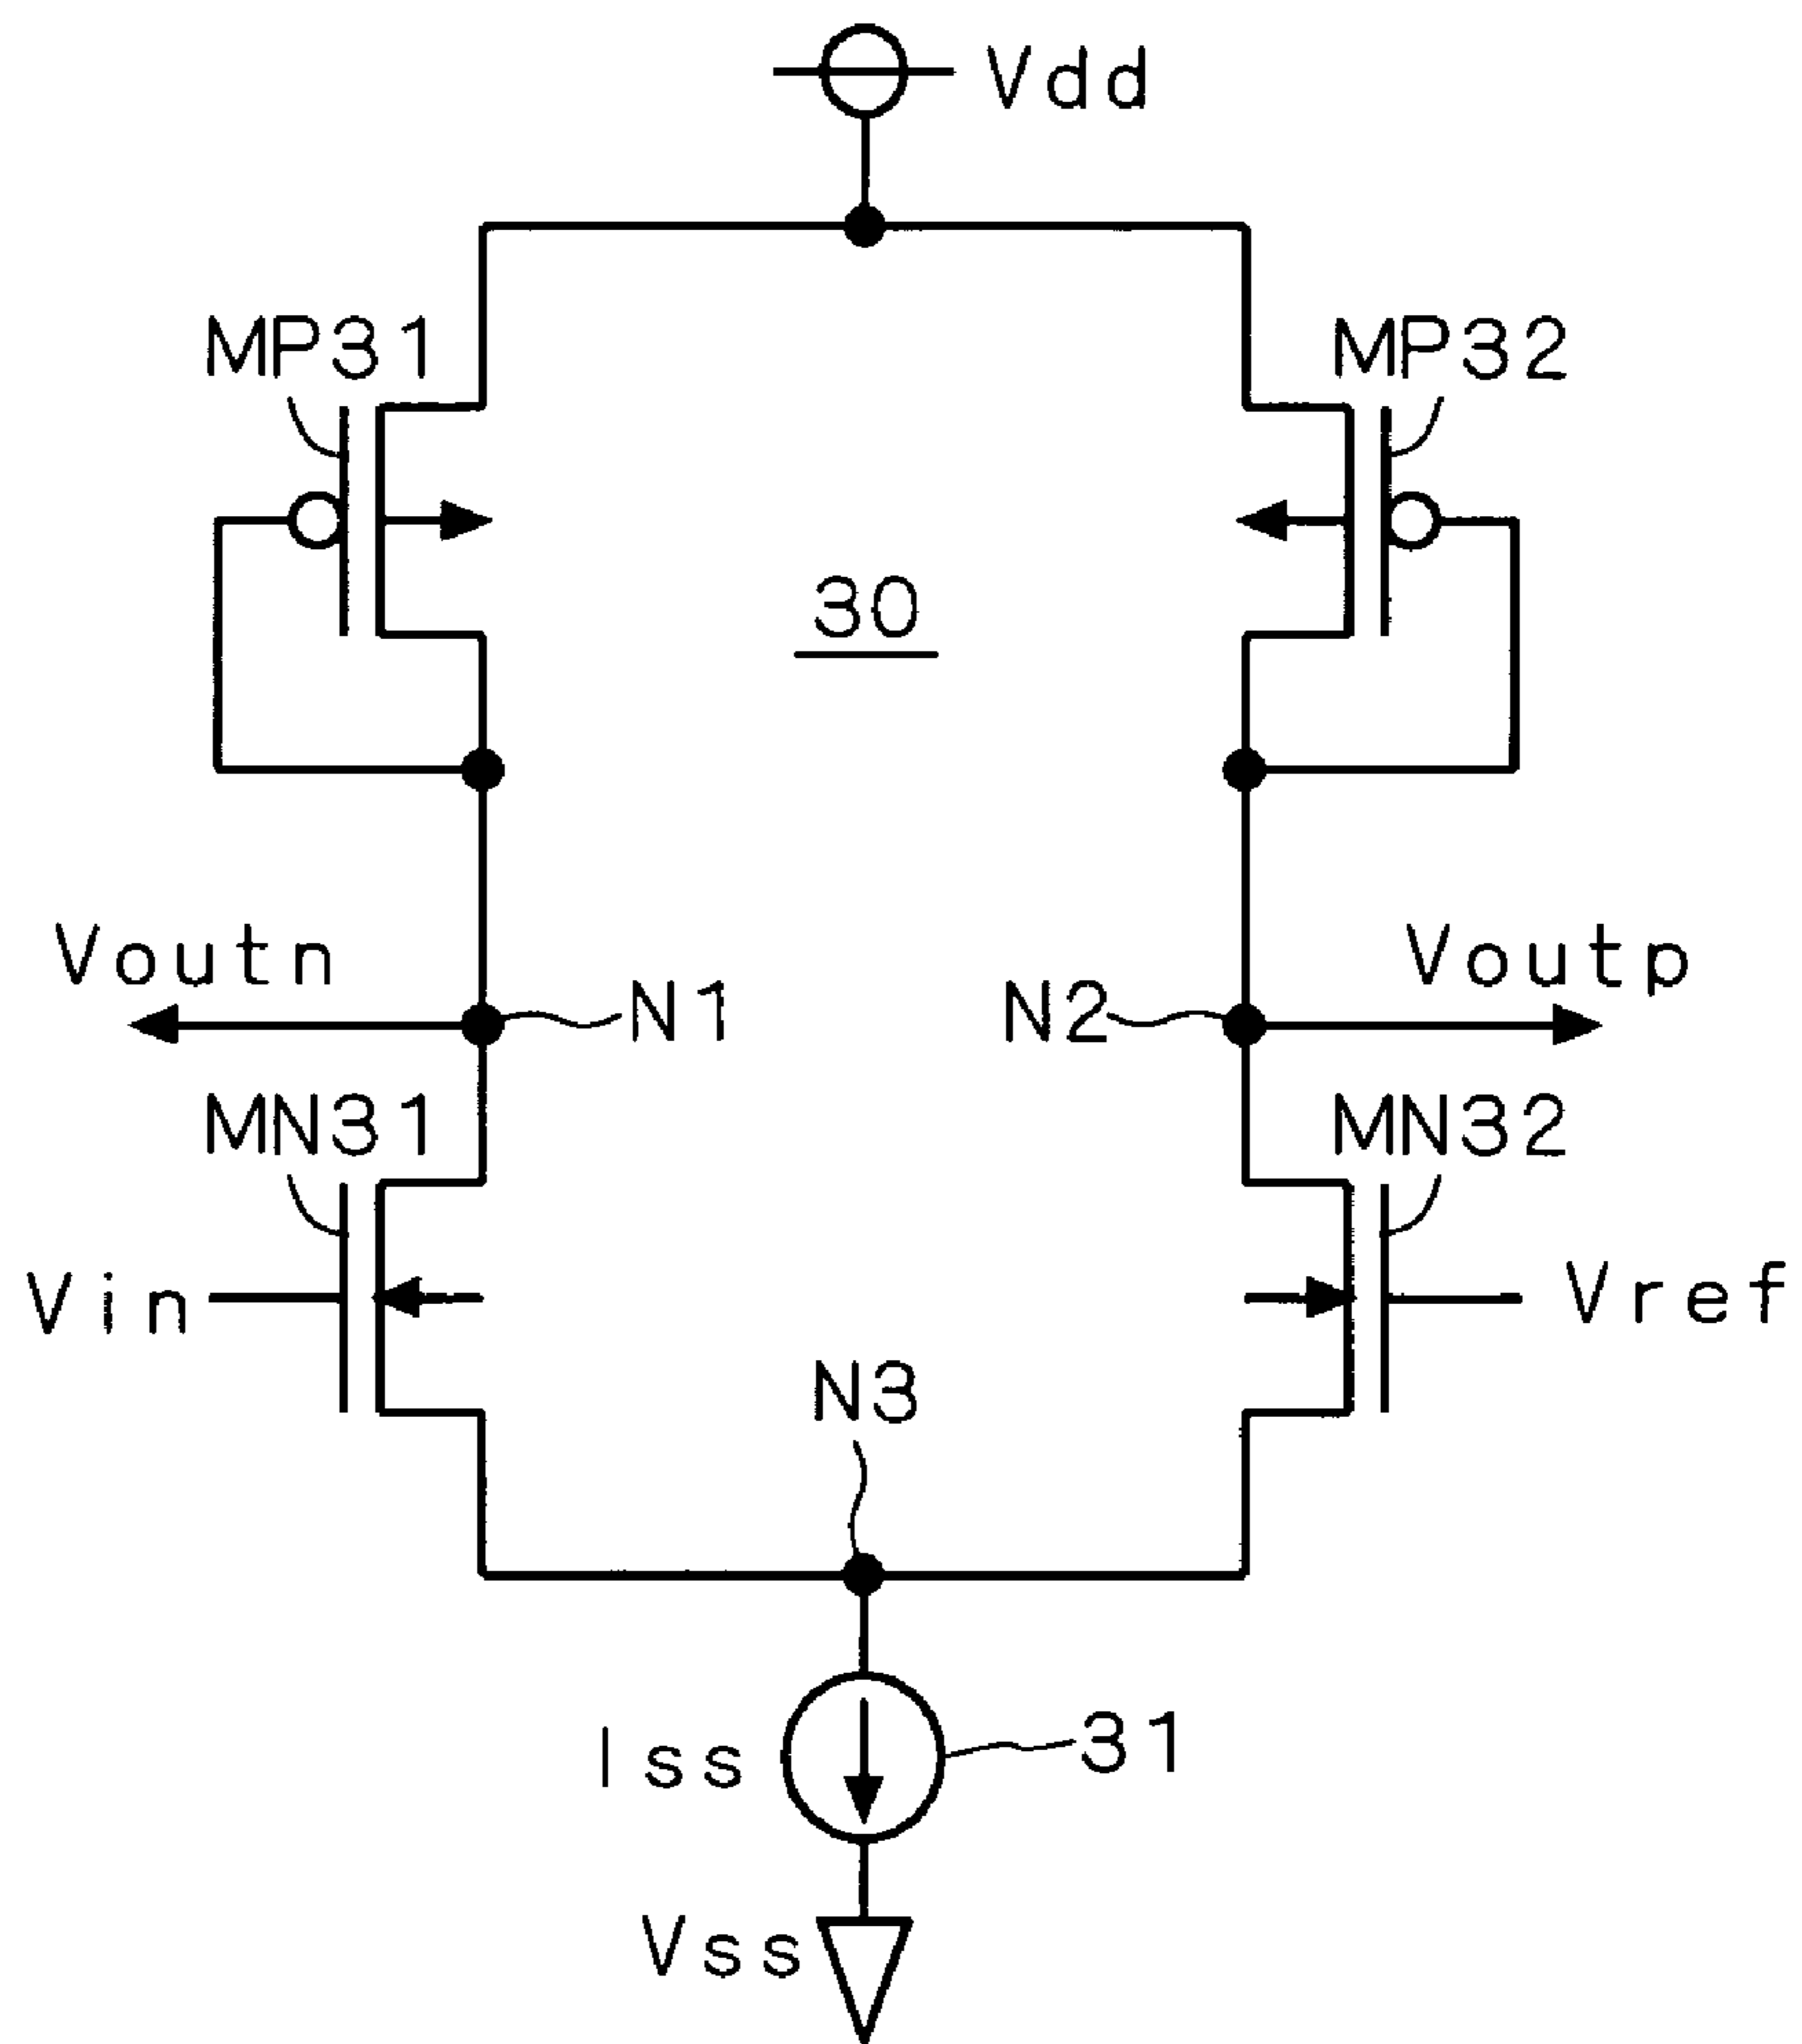 Vdd
MP31
MP32
30
Voutn
N1
N2
Voutp
MN31
MN32
Vin
Vref
N3
Iss
31
Vss